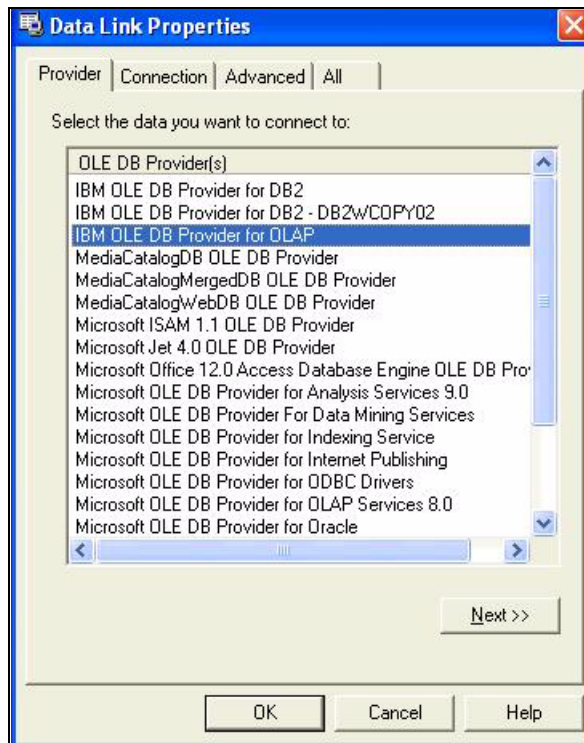 Data Link Properties
Provider Connection Advanced All
Select the data you want to connect to:
OLE DB Provider(s)
IBM OLE DB Provider for DB2
IBM OLE DB Provider for DB2 - DB2WCOPY02
IBM OLE DB Provider for OLAP
MediaCatalogDB OLE DB Provider
MediaCatalogMergedDB OLE DB Provider
MediaCatalogWebDB OLE DB Provider
Microsoft ISAM 1.1 OLE DB Provider
Microsoft Jet 4.0 OLE DB Provider
Microsoft Office 12.0 Access Database Engine OLE DB Pro
Microsoft OLE DB Provider for Analysis Services 9.0
Microsoft OLE DB Provider For Data Mining Services
Microsoft OLE DB Provider for Indexing Service
Microsoft OLE DB Provider for Internet Publishing
Microsoft OLE DB Provider for ODBC Drivers
Microsoft OLE DB Provider for OLAP Services 8.0
Microsoft OLE DB Provider for Oracle
Next >>
OK Cancel Help